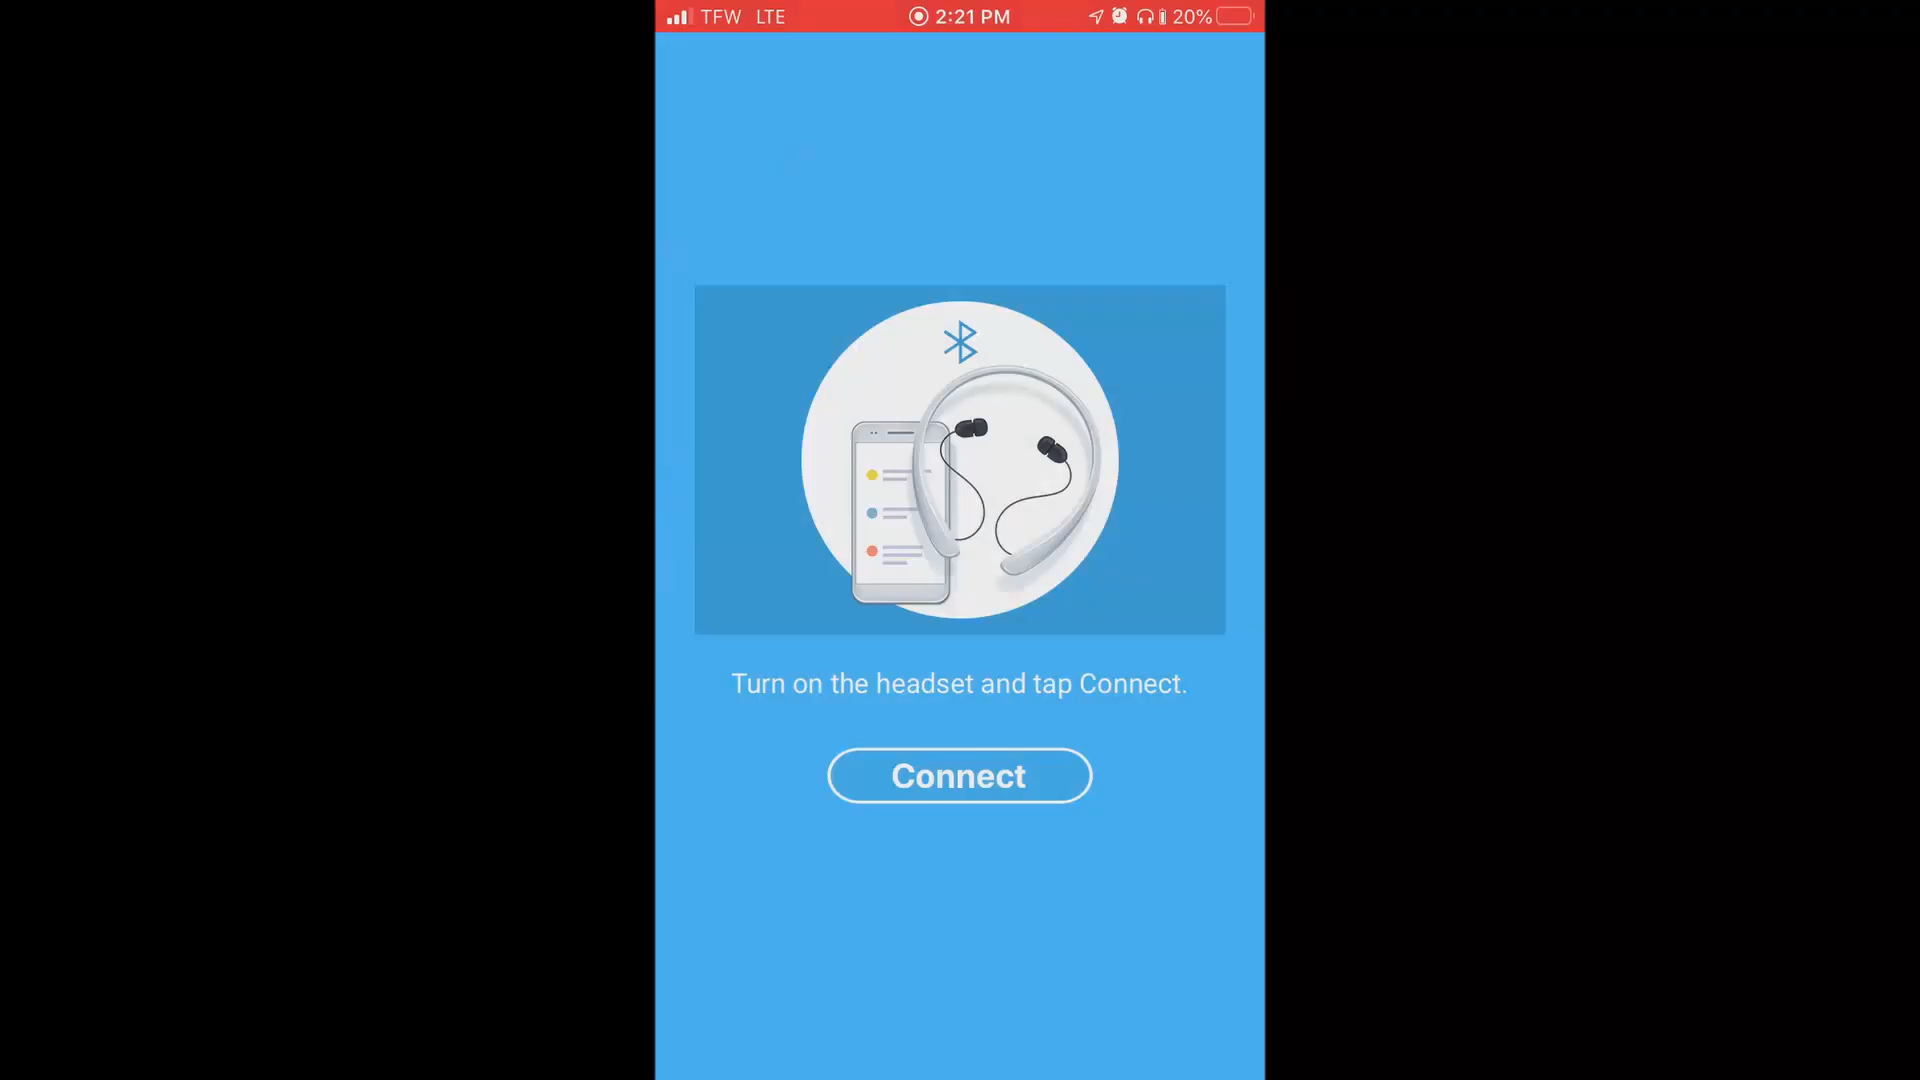 TFW LTE 2:21 PM 20%
Turn on the headset and tap Connect.
Connect